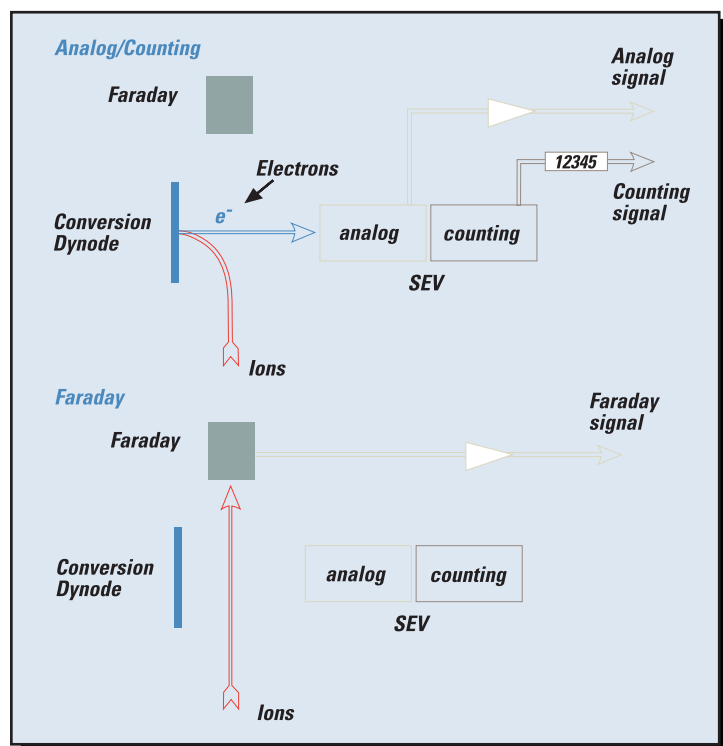 Analog/Counting
Analog
signal
Faraday
12345
Electrons
Counting
signal
Conversion
Dynode
e-
analog
counting
SEV
Ions
Faraday
Faraday
signal
Faraday
Conversion
Dynode
analog
counting
SEV
Ions